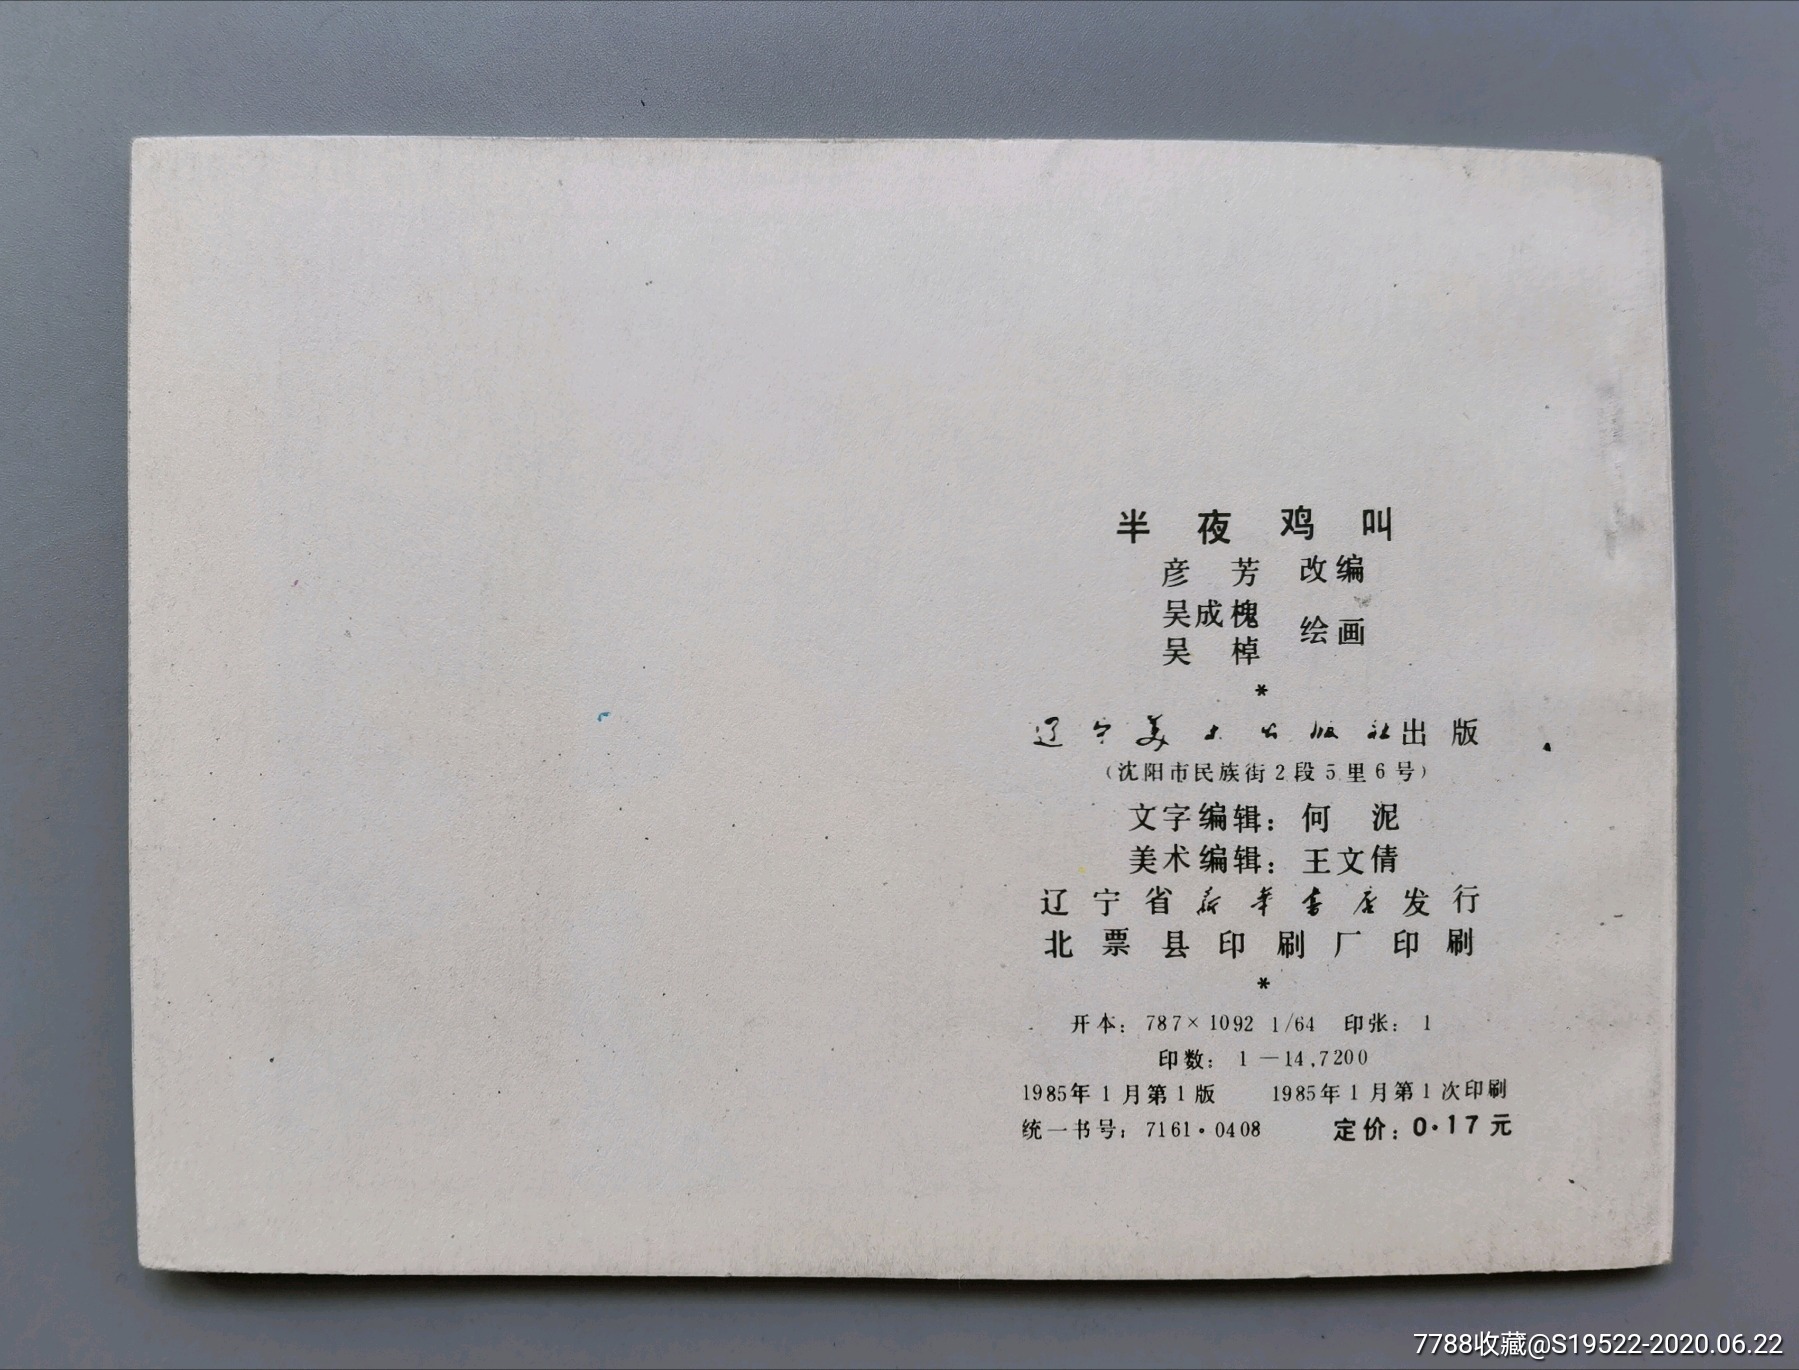 半夜鸡叫
彦 芳 改编
吴成槐
吴 棹 绘画
*
辽宁美术出版社出版
(沈阳市民族街2段5里6号)
文字编辑：何 泥
美术编辑：王文倩
辽宁省新华书店发行
北票县印刷厂印刷
*
开本：787×1092 1/64 印张：1
印数：1—14,7200
1985年1月第1版 1985年1月第1次印刷
统一书号：7161·0408 定价：0·17元
7788收藏@S19522-2020.06.22